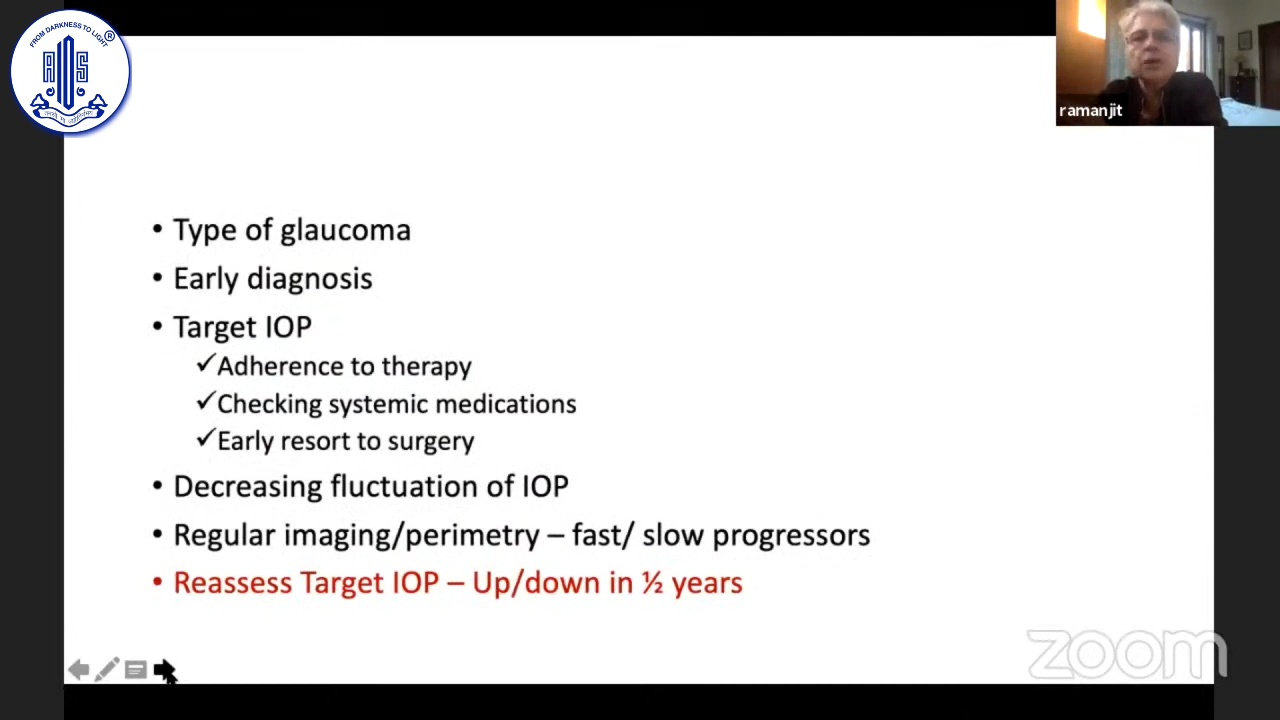 FROM DARKNESS TO LIGHT
®
AIOS
ramanjit
• Type of glaucoma
• Early diagnosis
• Target IOP
✓Adherence to therapy
✓Checking systemic medications
✓Early resort to surgery
• Decreasing fluctuation of IOP
• Regular imaging/perimetry – fast/ slow progressors
• Reassess Target IOP – Up/down in ½ years
zoom